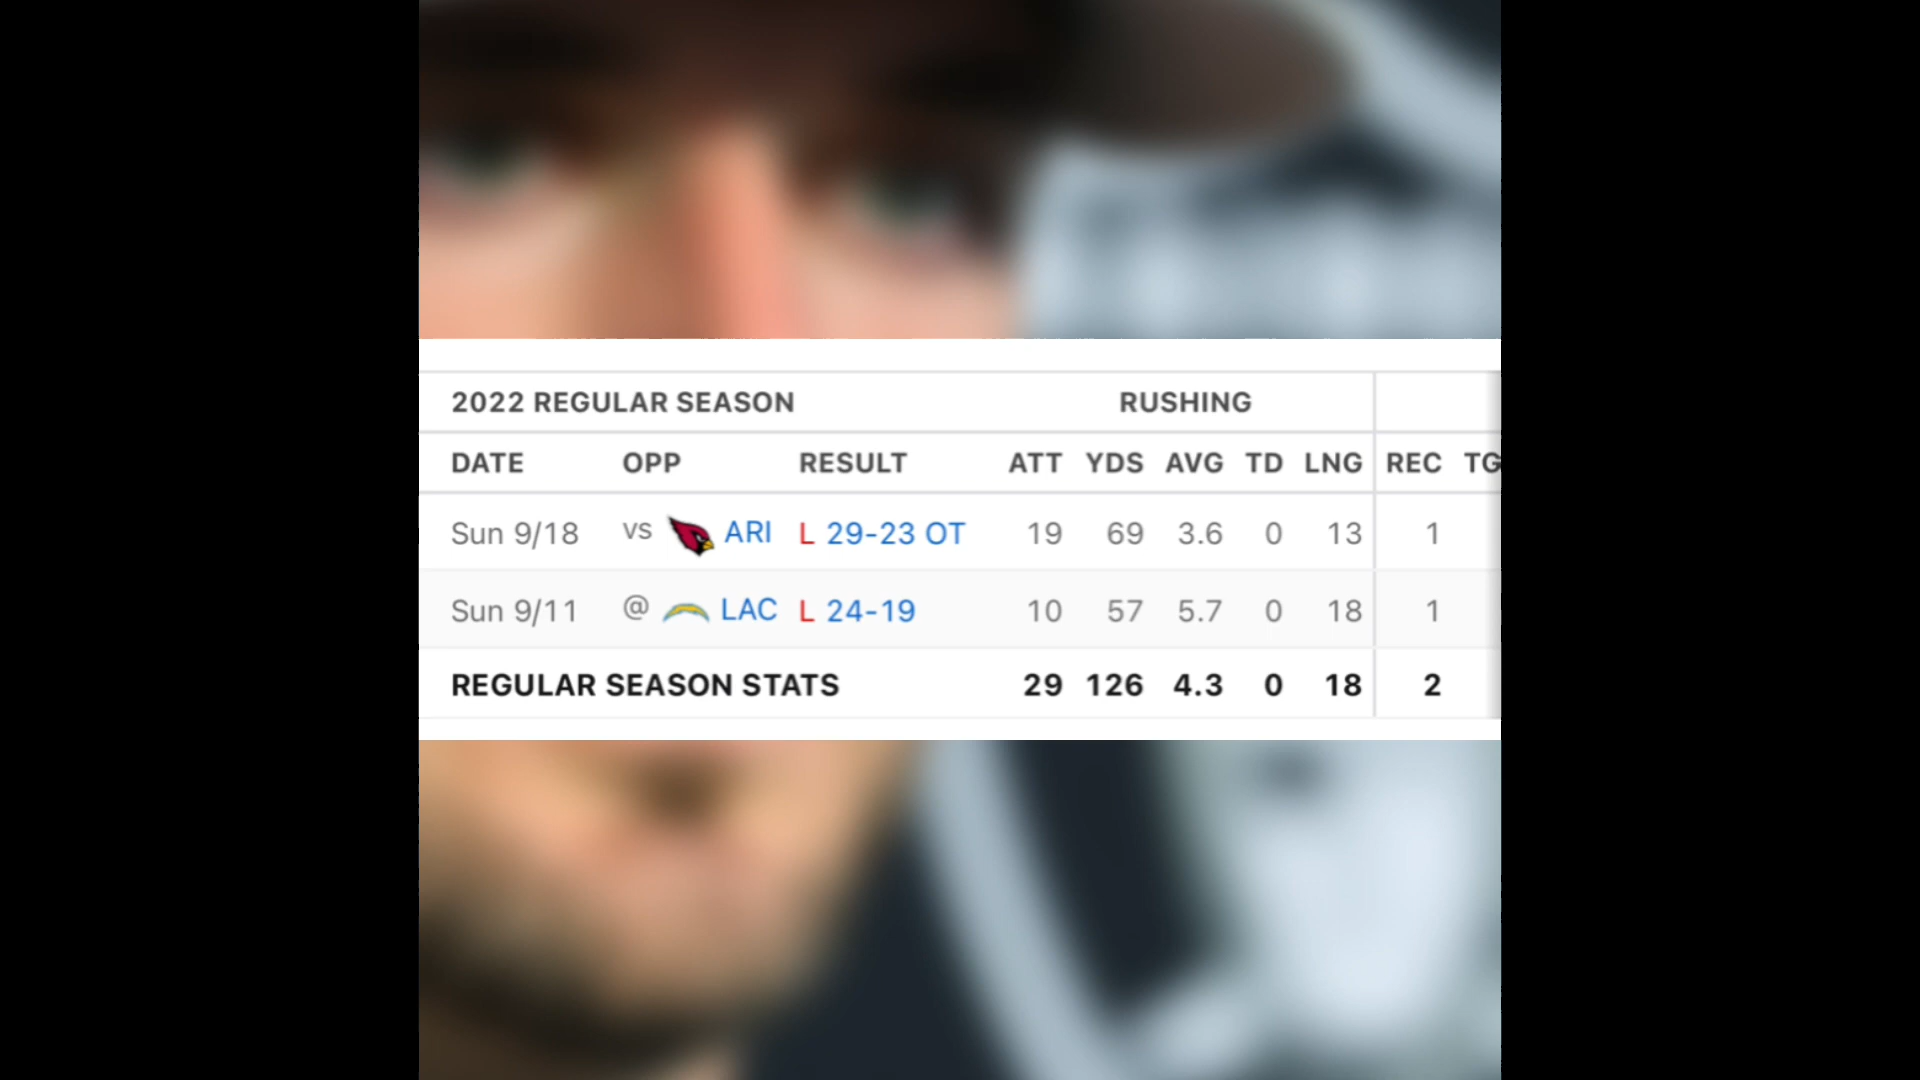 2022 REGULAR SEASON RUSHING
DATE OPP RESULT ATT YDS AVG TD LNG REC TG
Sun 9/18 vs ARI L 29-23 OT 19 69 3.6 0 13 1
Sun 9/11 @ LAC L 24-19 10 57 5.7 0 18 1
REGULAR SEASON STATS 29 126 4.3 0 18 2